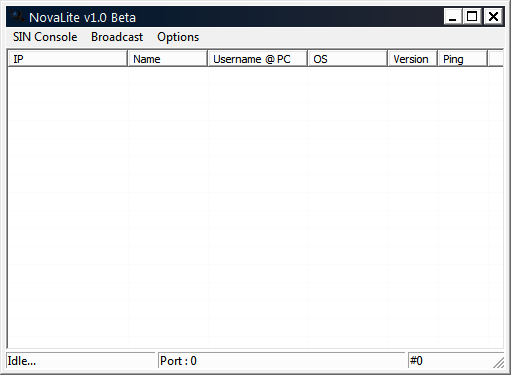 NovaLite v1.0 Beta
SIN Console Broadcast Options
IP Name Username @ PC OS Version Ping
Idle... Port : 0 #0